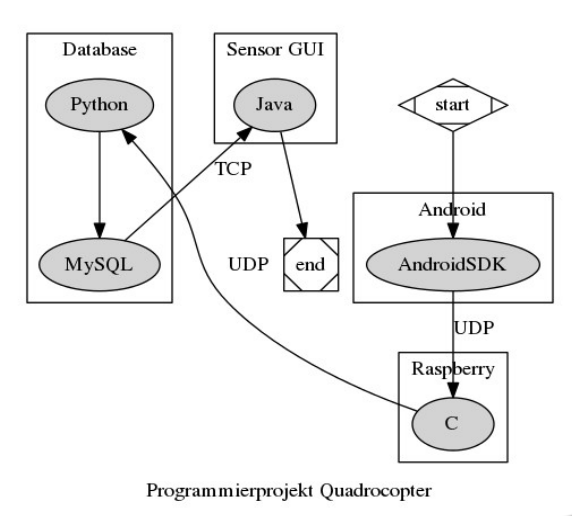 Database
Sensor GUI
Python
Java
start
TCP
Android
MySQL
UDP
end
AndroidSDK
UDP
Raspberry
C
Programmierprojekt Quadrocopter